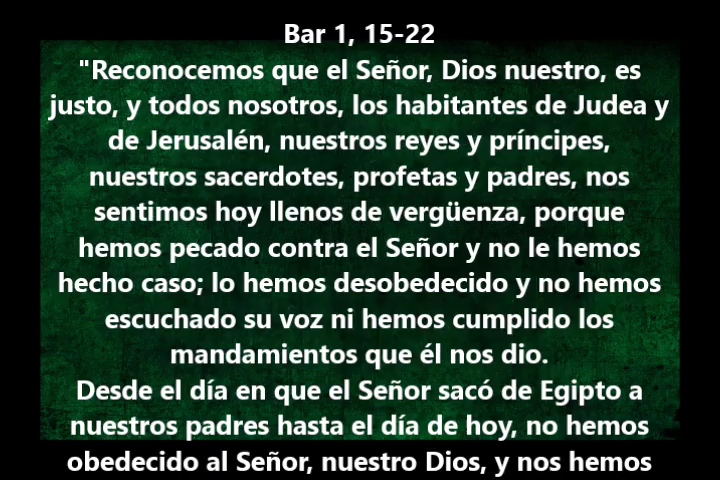 Bar 1, 15-22
"Reconocemos que el Señor, Dios nuestro, es
justo, y todos nosotros, los habitantes de Judea y
de Jerusalén, nuestros reyes y príncipes,
nuestros sacerdotes, profetas y padres, nos
sentimos hoy llenos de vergüenza, porque
hemos pecado contra el Señor y no le hemos
hecho caso; lo hemos desobedecido y no hemos
escuchado su voz ni hemos cumplido los
mandamientos que él nos dio.
Desde el día en que el Señor sacó de Egipto a
nuestros padres hasta el día de hoy, no hemos
obedecido al Señor, nuestro Dios, y nos hemos